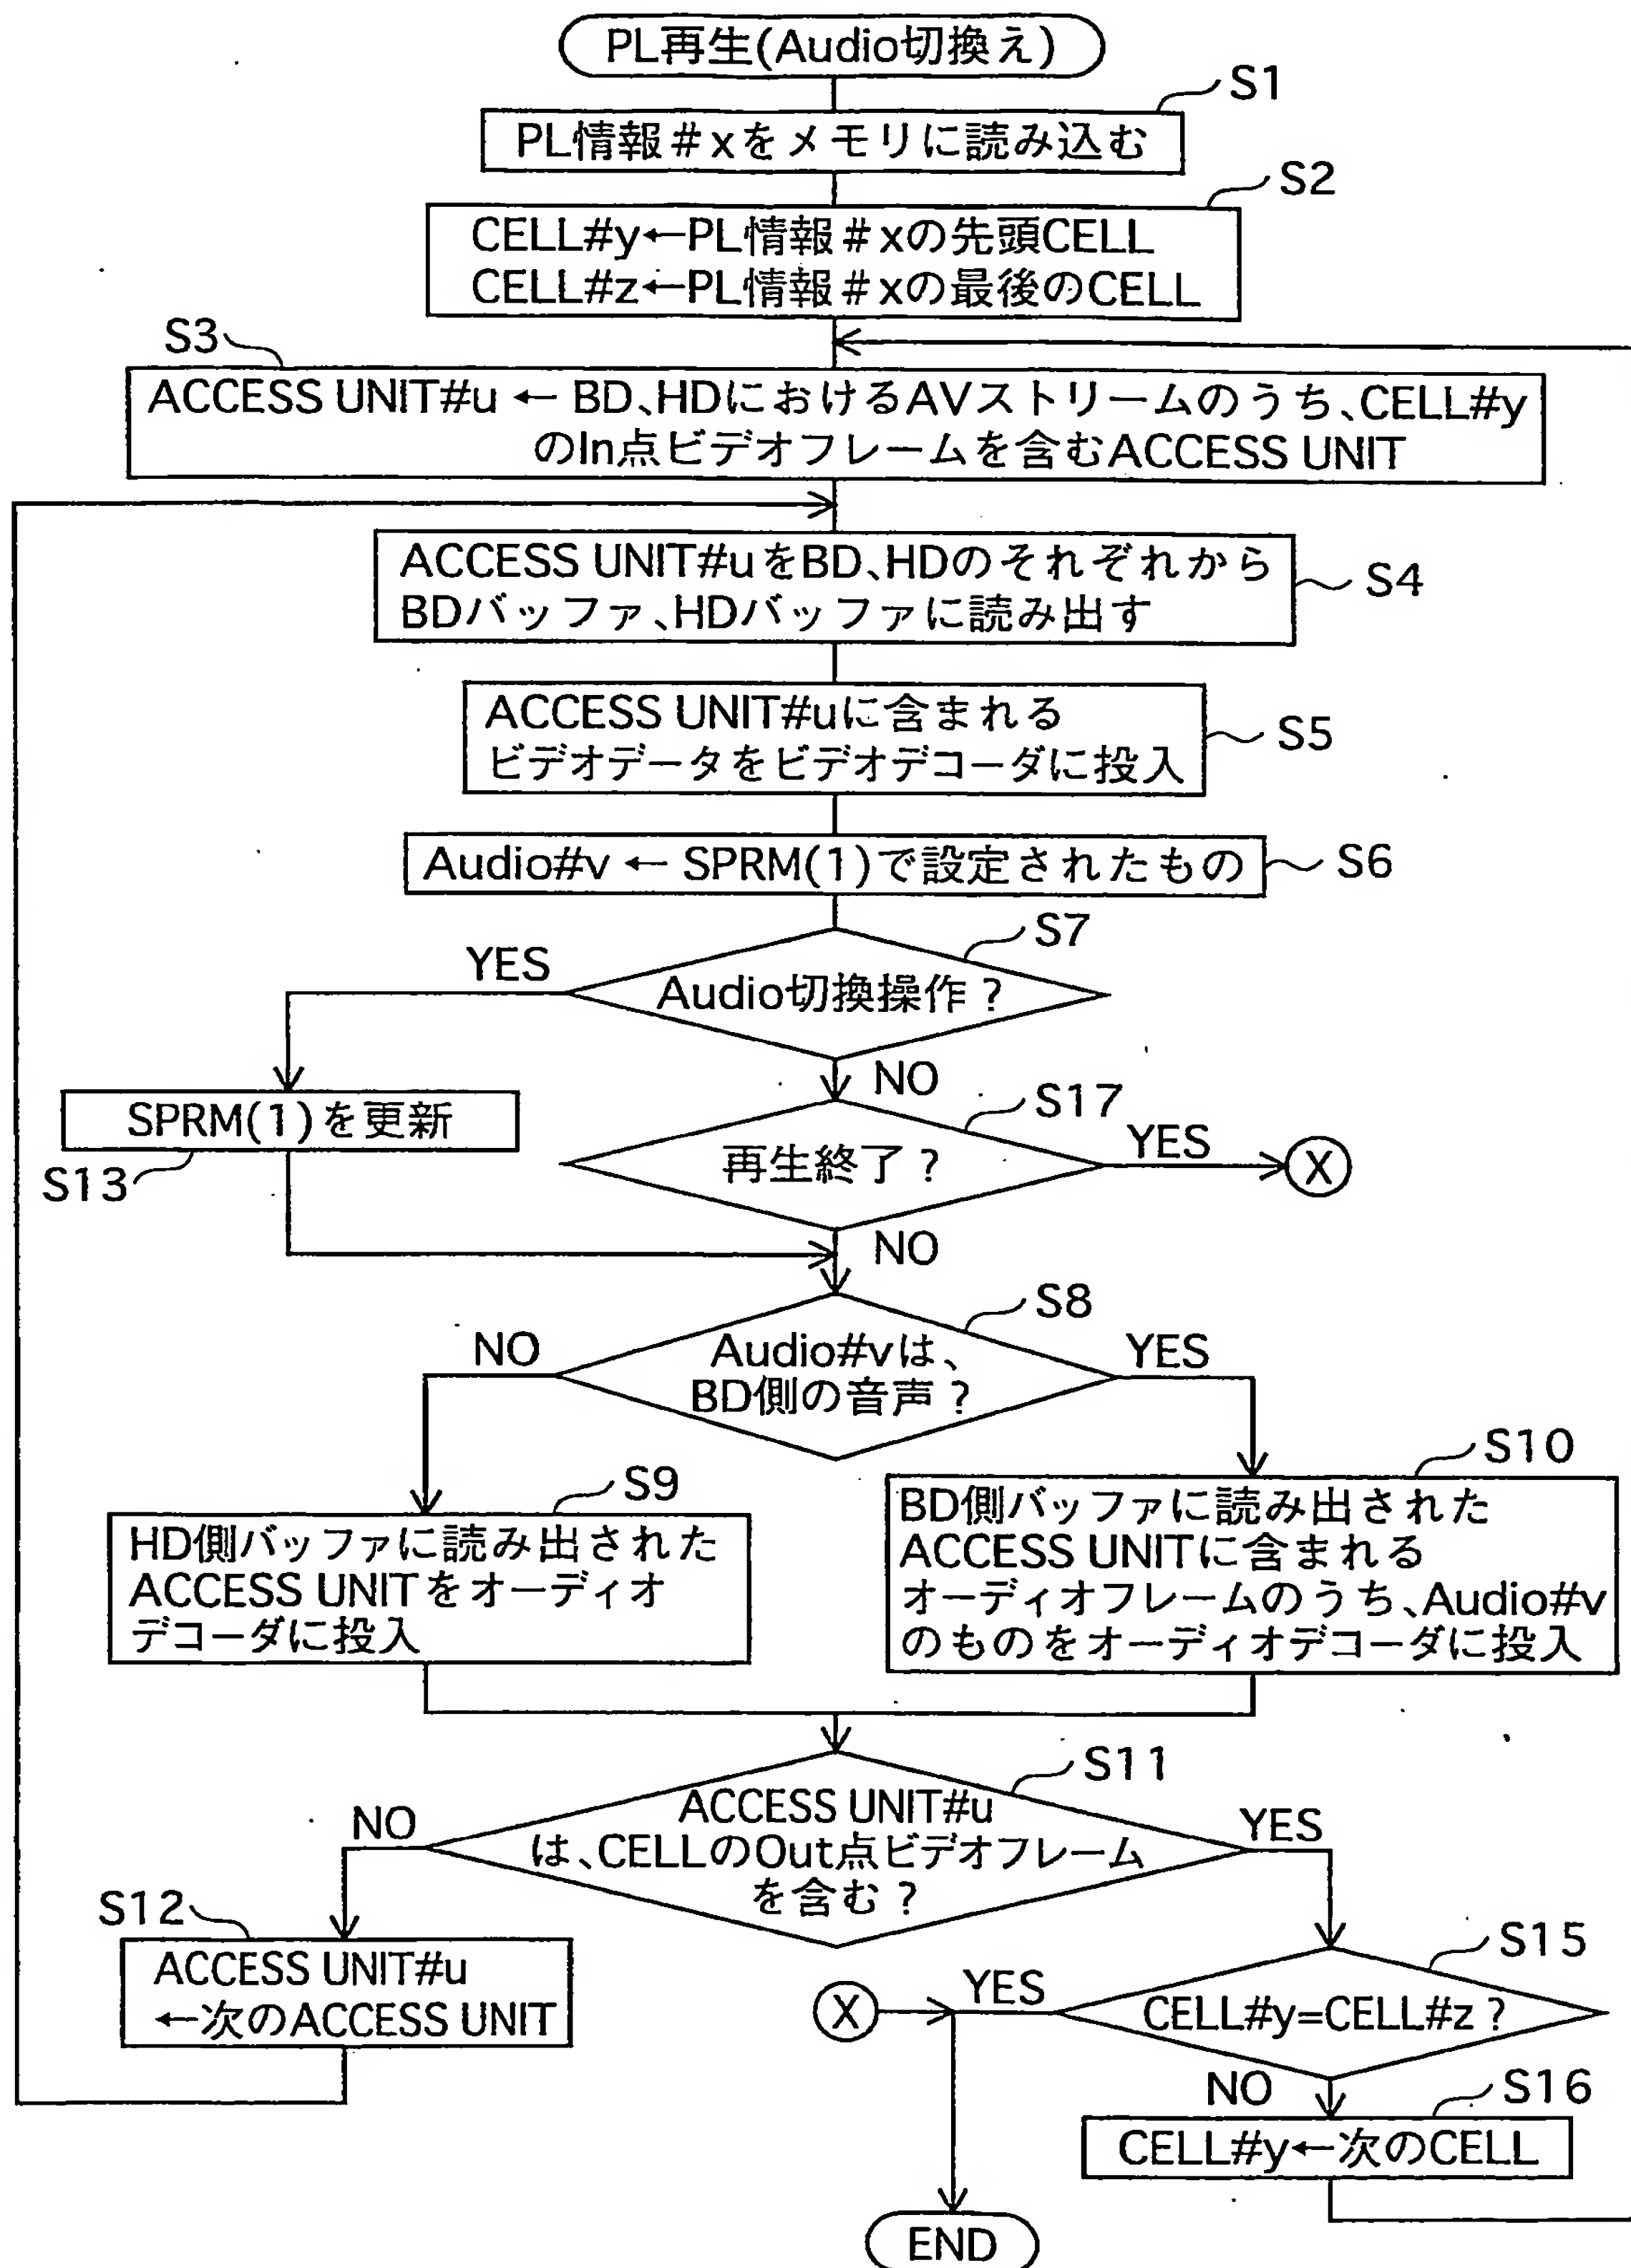 PL再生(Audio切換え)
S1
PL情報#xをメモリに読み込む
S2
CELL#y←PL情報#xの先頭CELL
CELL#z←PL情報#xの最後のCELL
S3
ACCESS UNIT#u ← BD、HDにおけるAVストリームのうち、CELL#y
のIn点ビデオフレームを含むACCESS UNIT
ACCESS UNIT#uをBD、HDのそれぞれから
BDバッファ、HDバッファに読み出す
S4
ACCESS UNIT#uに含まれる
ビデオデータをビデオデコーダに投入
S5
Audio#v ← SPRM(1)で設定されたもの
S6
S7
YES
Audio切換操作?
NO
SPRM(1)を更新
S13
S17
再生終了?
YES
X
NO
S8
NO
Audio#vは、
BD側の音声?
YES
S9
HD側バッファに読み出された
ACCESS UNITをオーディオ
デコーダに投入
S10
BD側バッファに読み出された
ACCESS UNITに含まれる
オーディオフレームのうち、Audio#v
のものをオーディオデコーダに投入
S11
NO
ACCESS UNIT#u
は、CELLのOut点ビデオフレーム
を含む?
YES
S12
ACCESS UNIT#u
←次のACCESS UNIT
S15
X
YES
CELL#y=CELL#z?
NO
S16
CELL#y←次のCELL
END